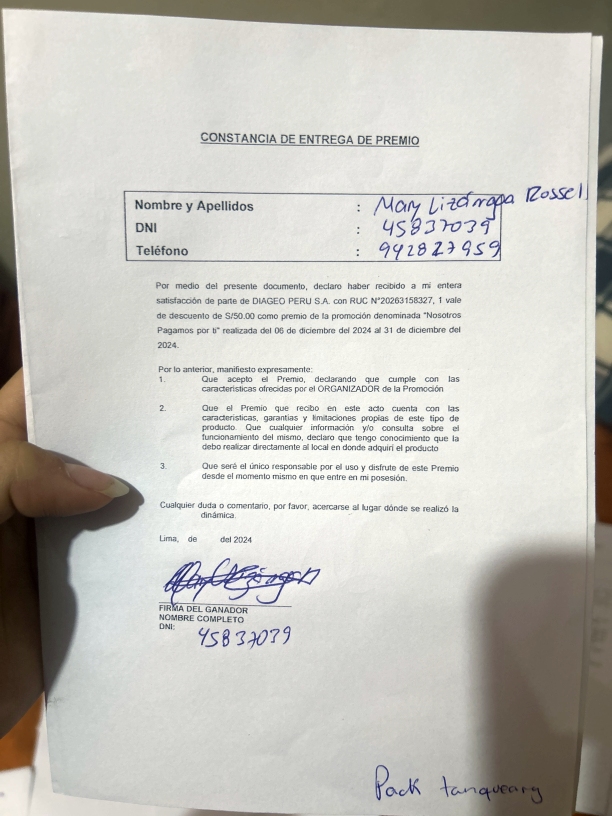 CONSTANCIA DE ENTREGA DE PREMIO
Nombre y Apellidos : Mary Lizárraga Rossel
DNI : 45837039
Teléfono : 942827959
Por medio del presente documento, declaro haber recibido a mi entera
satisfacción de parte de DIAGEO PERU S.A. con RUC N°20263158327, 1 vale
de descuento de S/50.00 como premio de la promoción denominada "Nosotros
Pagamos por ti" realizada del 06 de diciembre del 2024 al 31 de diciembre del
2024.
Por lo anterior, manifiesto expresamente:
1. Que acepto el Premio, declarando que cumple con las
características ofrecidas por el ORGANIZADOR de la Promoción
2. Que el Premio que recibo en este acto cuenta con las
características, garantías y limitaciones propias de este tipo de
producto. Que cualquier información y/o consulta sobre el
funcionamiento del mismo, declaro que tengo conocimiento que la
debo realizar directamente al local en donde adquirí el producto
3. Que seré el único responsable por el uso y disfrute de este Premio
desde el momento mismo en que entre en mi posesión.
Cualquier duda o comentario, por favor, acercarse al lugar dónde se realizó la
dinámica.
Lima, de del 2024
FIRMA DEL GANADOR
NOMBRE COMPLETO
DNI: 45837039
Pack tanqueray